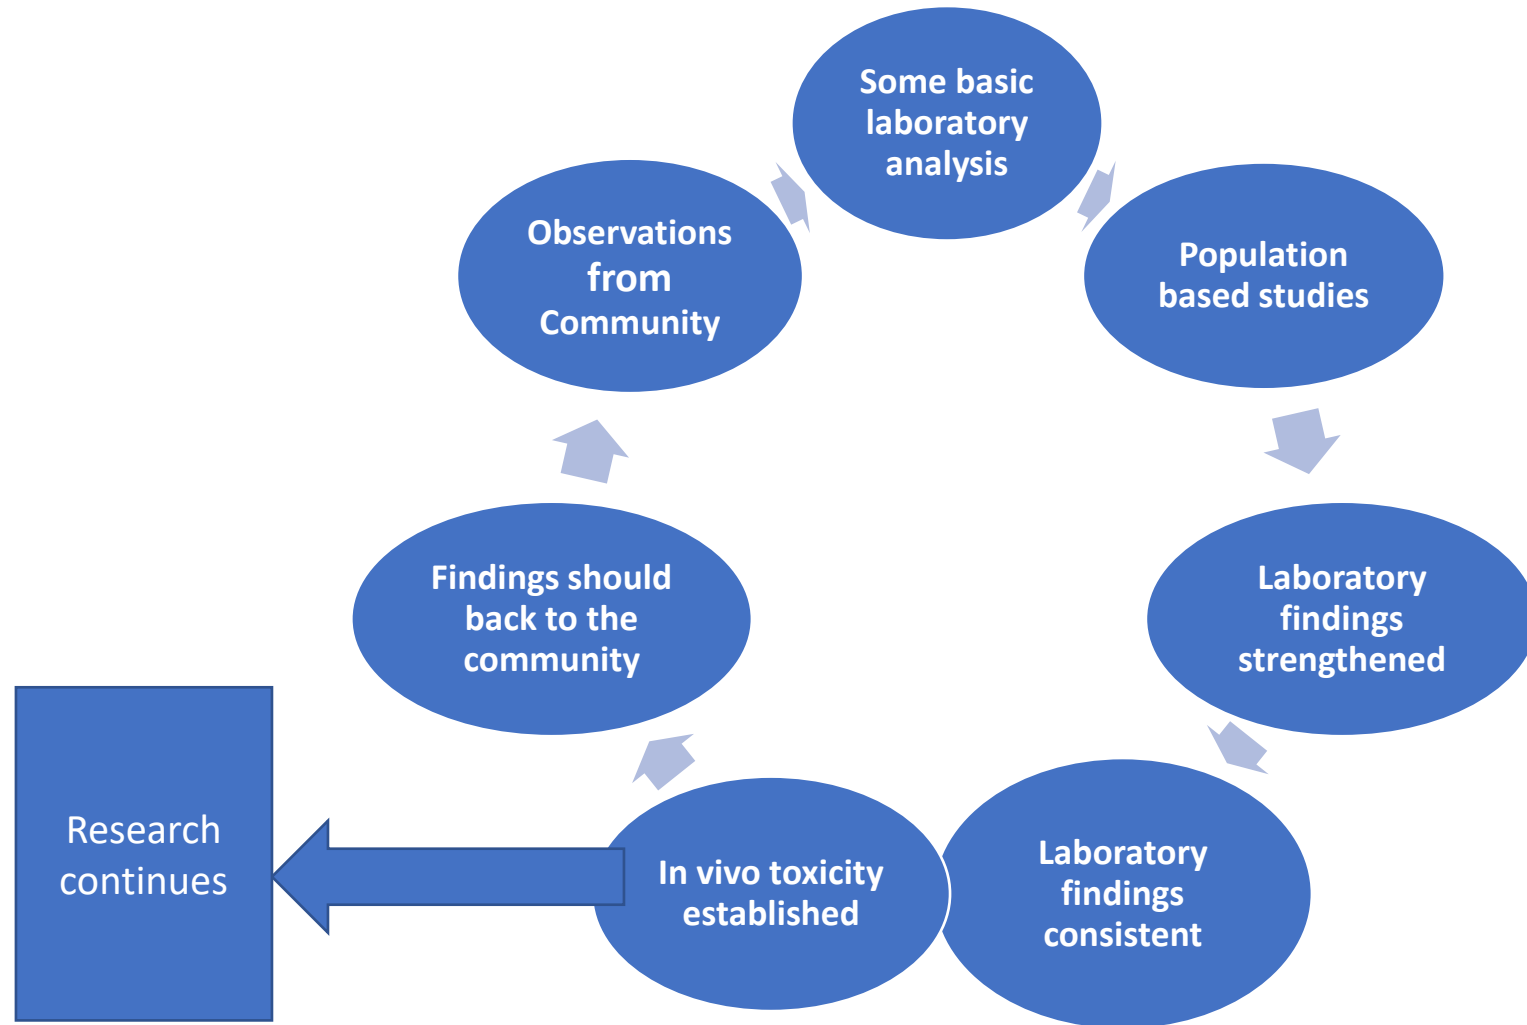 Some basic
laboratory
analysis
Population
based studies
Laboratory
findings
strengthened
Laboratory
findings
consistent
In vivo toxicity
established
Research
continues
Findings should
back to the
community
Observations
from
Community